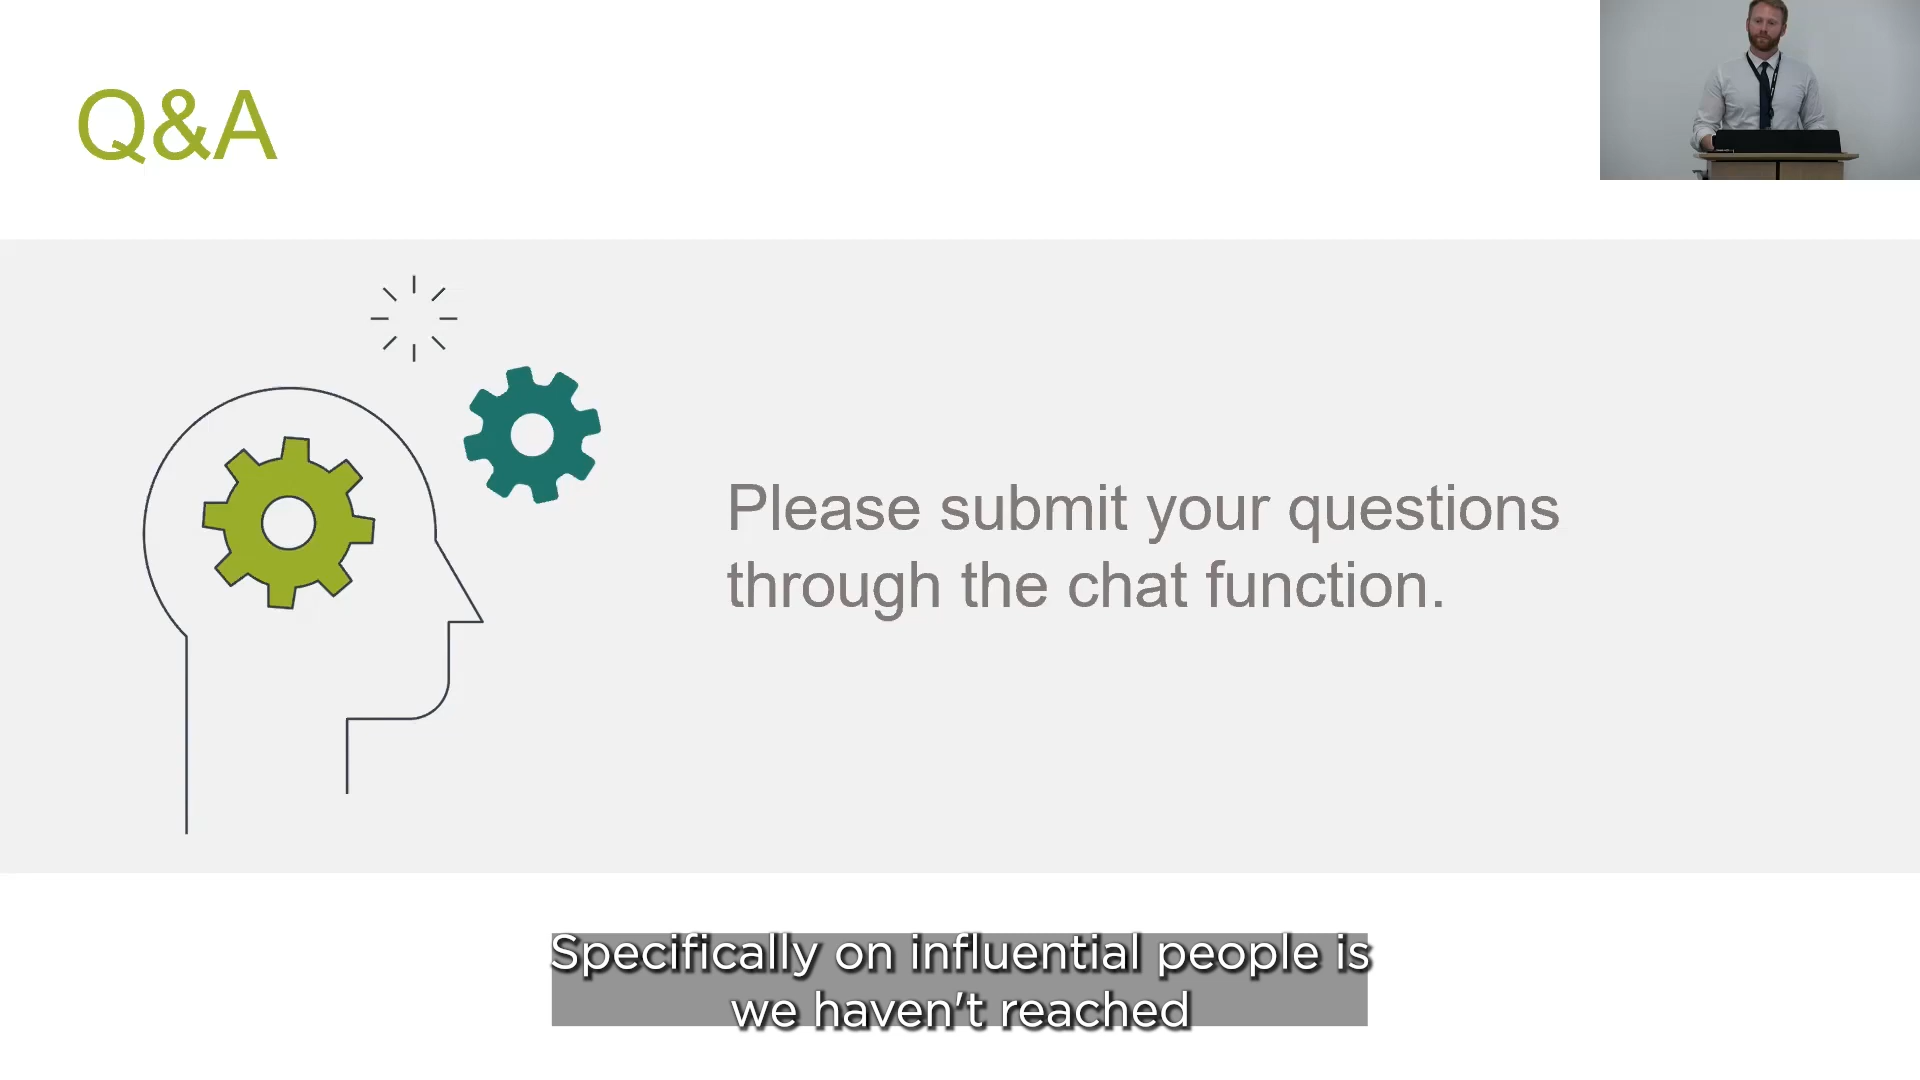 Q&A
Please submit your questions
through the chat function.
Specifically on influential people is
we haven't reached